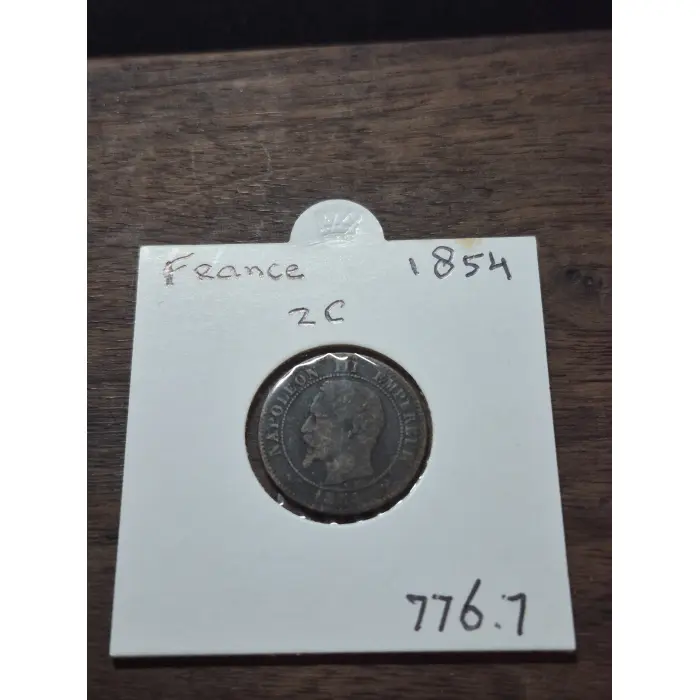 France 1854
2C
NAPOLEON III EMPEREUR
776.7